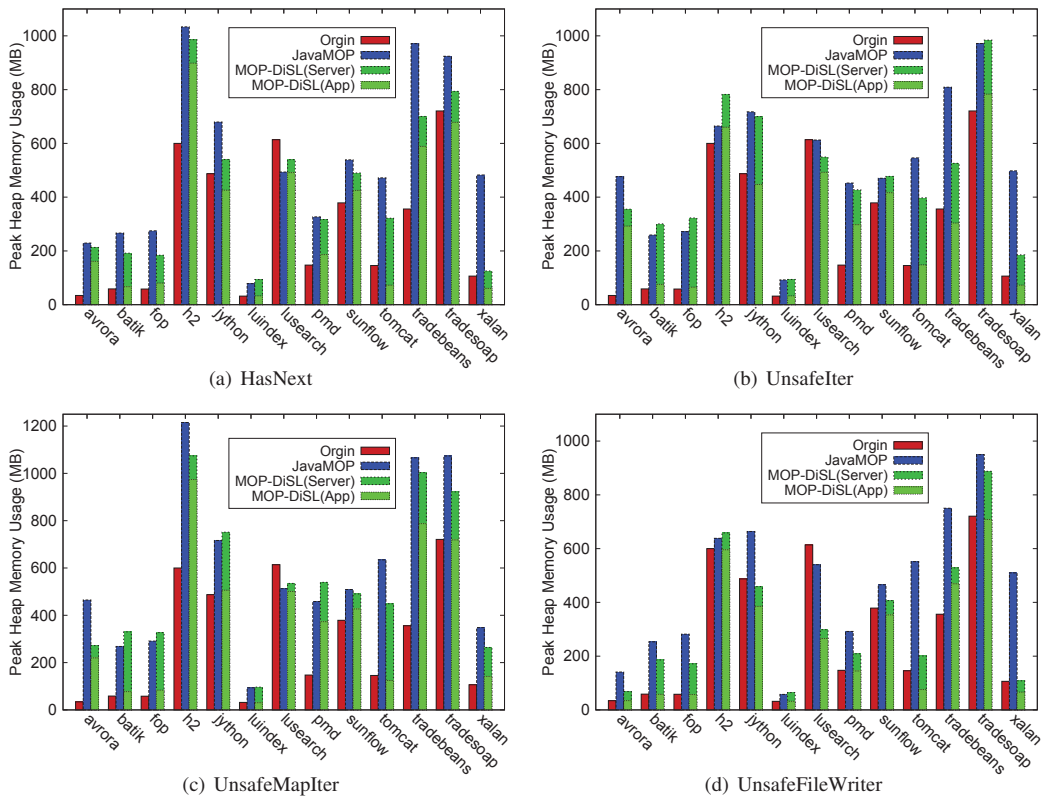 Peak Heap Memory Usage (MB)
1000
800
600
400
200
0
Orgin
JavaMOP
MOP-DiSL(Server)
MOP-DiSL(App)
avrora
batik
fop
h2
jython
luindex
lusearch
pmd
sunflow
tomcat
tradebeans
tradesoap
xalan
(a) HasNext
Peak Heap Memory Usage (MB)
1000
800
600
400
200
0
Orgin
JavaMOP
MOP-DiSL(Server)
MOP-DiSL(App)
avrora
batik
fop
h2
jython
luindex
lusearch
pmd
sunflow
tomcat
tradebeans
tradesoap
xalan
(b) UnsafeIter
Peak Heap Memory Usage (MB)
1200
1000
800
600
400
200
0
Orgin
JavaMOP
MOP-DiSL(Server)
MOP-DiSL(App)
avrora
batik
fop
h2
jython
luindex
lusearch
pmd
sunflow
tomcat
tradebeans
tradesoap
xalan
(c) UnsafeMapIter
Peak Heap Memory Usage (MB)
1000
800
600
400
200
0
Orgin
JavaMOP
MOP-DiSL(Server)
MOP-DiSL(App)
avrora
batik
fop
h2
jython
luindex
lusearch
pmd
sunflow
tomcat
tradebeans
tradesoap
xalan
(d) UnsafeFileWriter